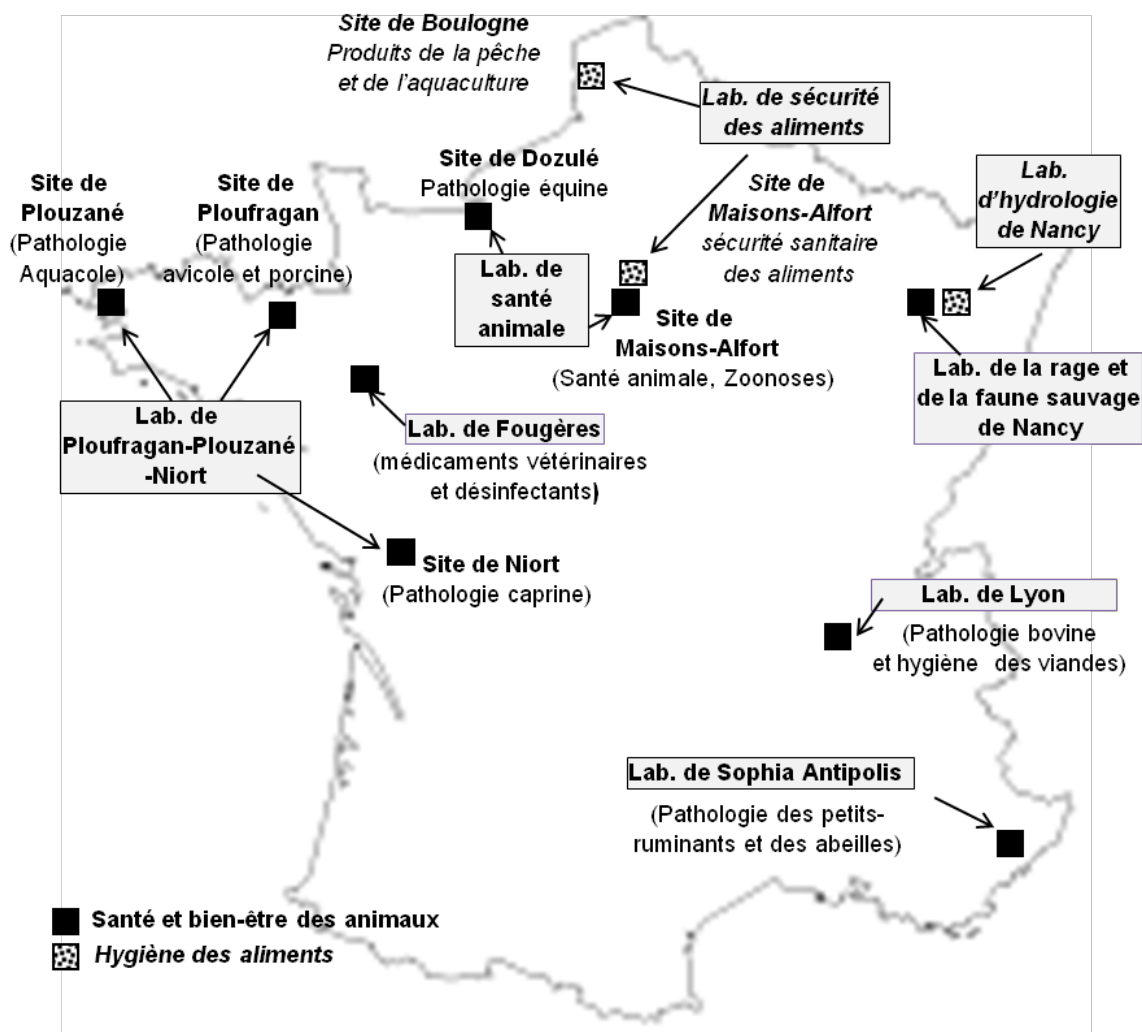 Site de Boulogne
Produits de la pêche
et de l'aquaculture
Lab. de sécurité
des aliments
Site de Dozulé
Pathologie équine
Site de
Plouzané
(Pathologie
Aquacole)
Site de
Ploufragan
(Pathologie
avicole et porcine)
Site de
Maisons-Alfort
sécurité sanitaire
des aliments
Lab.
d'hydrologie
de Nancy
Lab. de
santé
animale
Site de
Maisons-Alfort
(Santé animale, Zoonoses)
Lab. de la rage et
de la faune sauvage
de Nancy
Lab. de
Ploufragan-Plouzané
-Niort
Lab. de Fougères
(médicaments vétérinaires
et désinfectants)
Site de Niort
(Pathologie caprine)
Lab. de Lyon
(Pathologie bovine
et hygiène des viandes)
Lab. de Sophia Antipolis
(Pathologie des petits-
ruminants et des abeilles)
Santé et bien-être des animaux
Hygiène des aliments